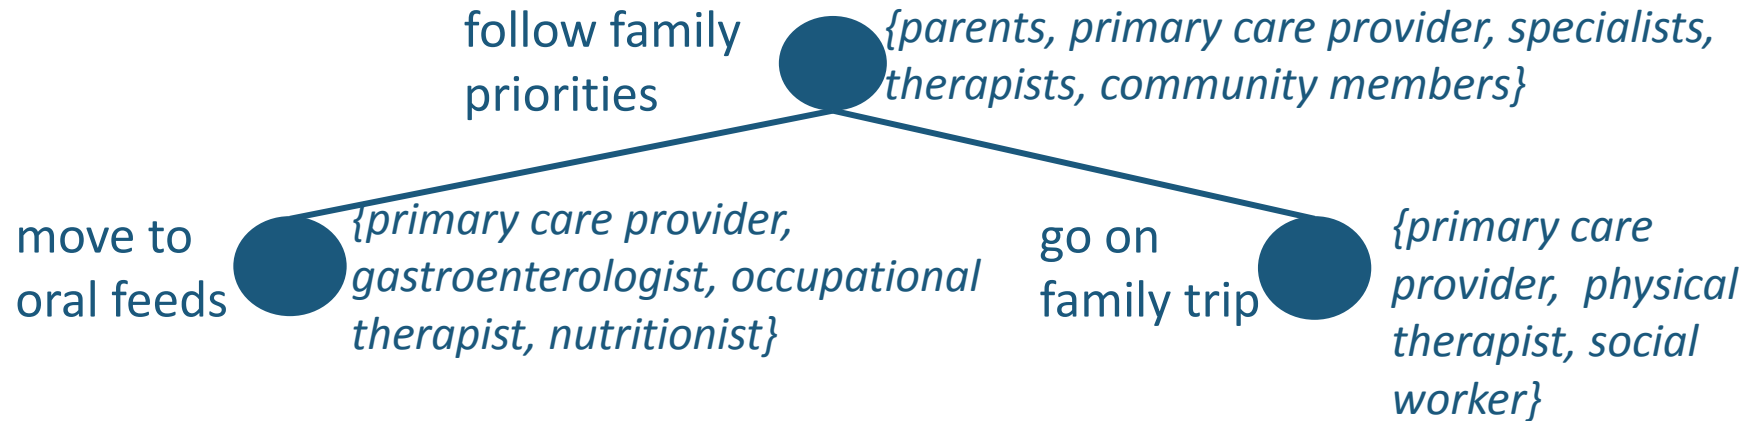 follow family
priorities
{parents, primary care provider, specialists,
therapists, community members}
move to
oral feeds
{primary care provider,
gastroenterologist, occupational
therapist, nutritionist}
go on
family trip
{primary care
provider,  physical
therapist, social
worker}